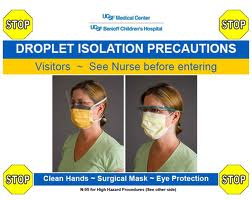 UCSF Medical Center
UCSF Benioff Children's Hospital
STOP
STOP
DROPLET ISOLATION PRECAUTIONS
Visitors ~ See Nurse before entering
Clean Hands ~ Surgical Mask ~ Eye Protection
STOP
STOP
N-95 for High Hazard Procedures (See other side)